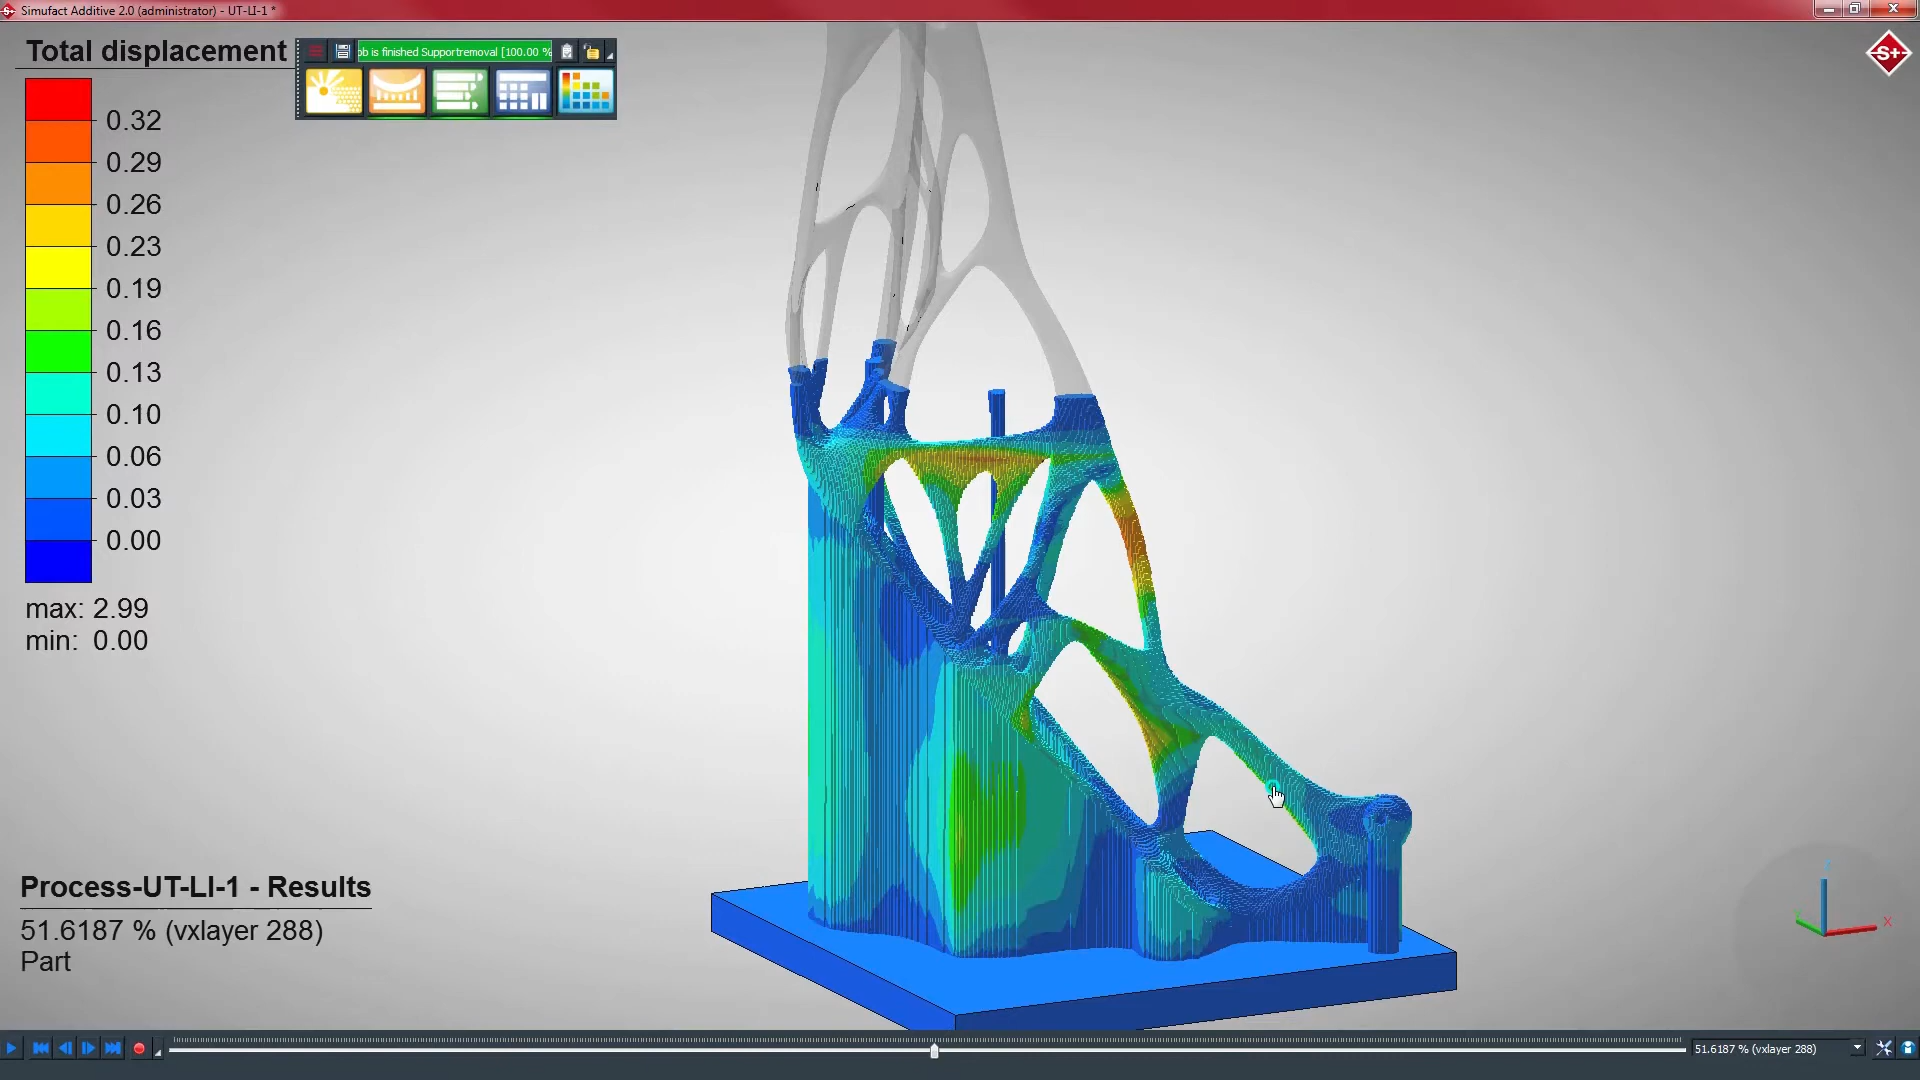 Simufact Additive 2.0 (administrator) - UT-LI-1 *
Total displacement
ob is finished Supportremoval [100.00 %
S+
0.32
0.29
0.26
0.23
0.19
0.16
0.13
0.10
0.06
0.03
0.00
max: 2.99
min: 0.00
Process-UT-LI-1 - Results
51.6187 % (vxlayer 288)
Part
Z
X
51.6187 % (vxlayer 288)